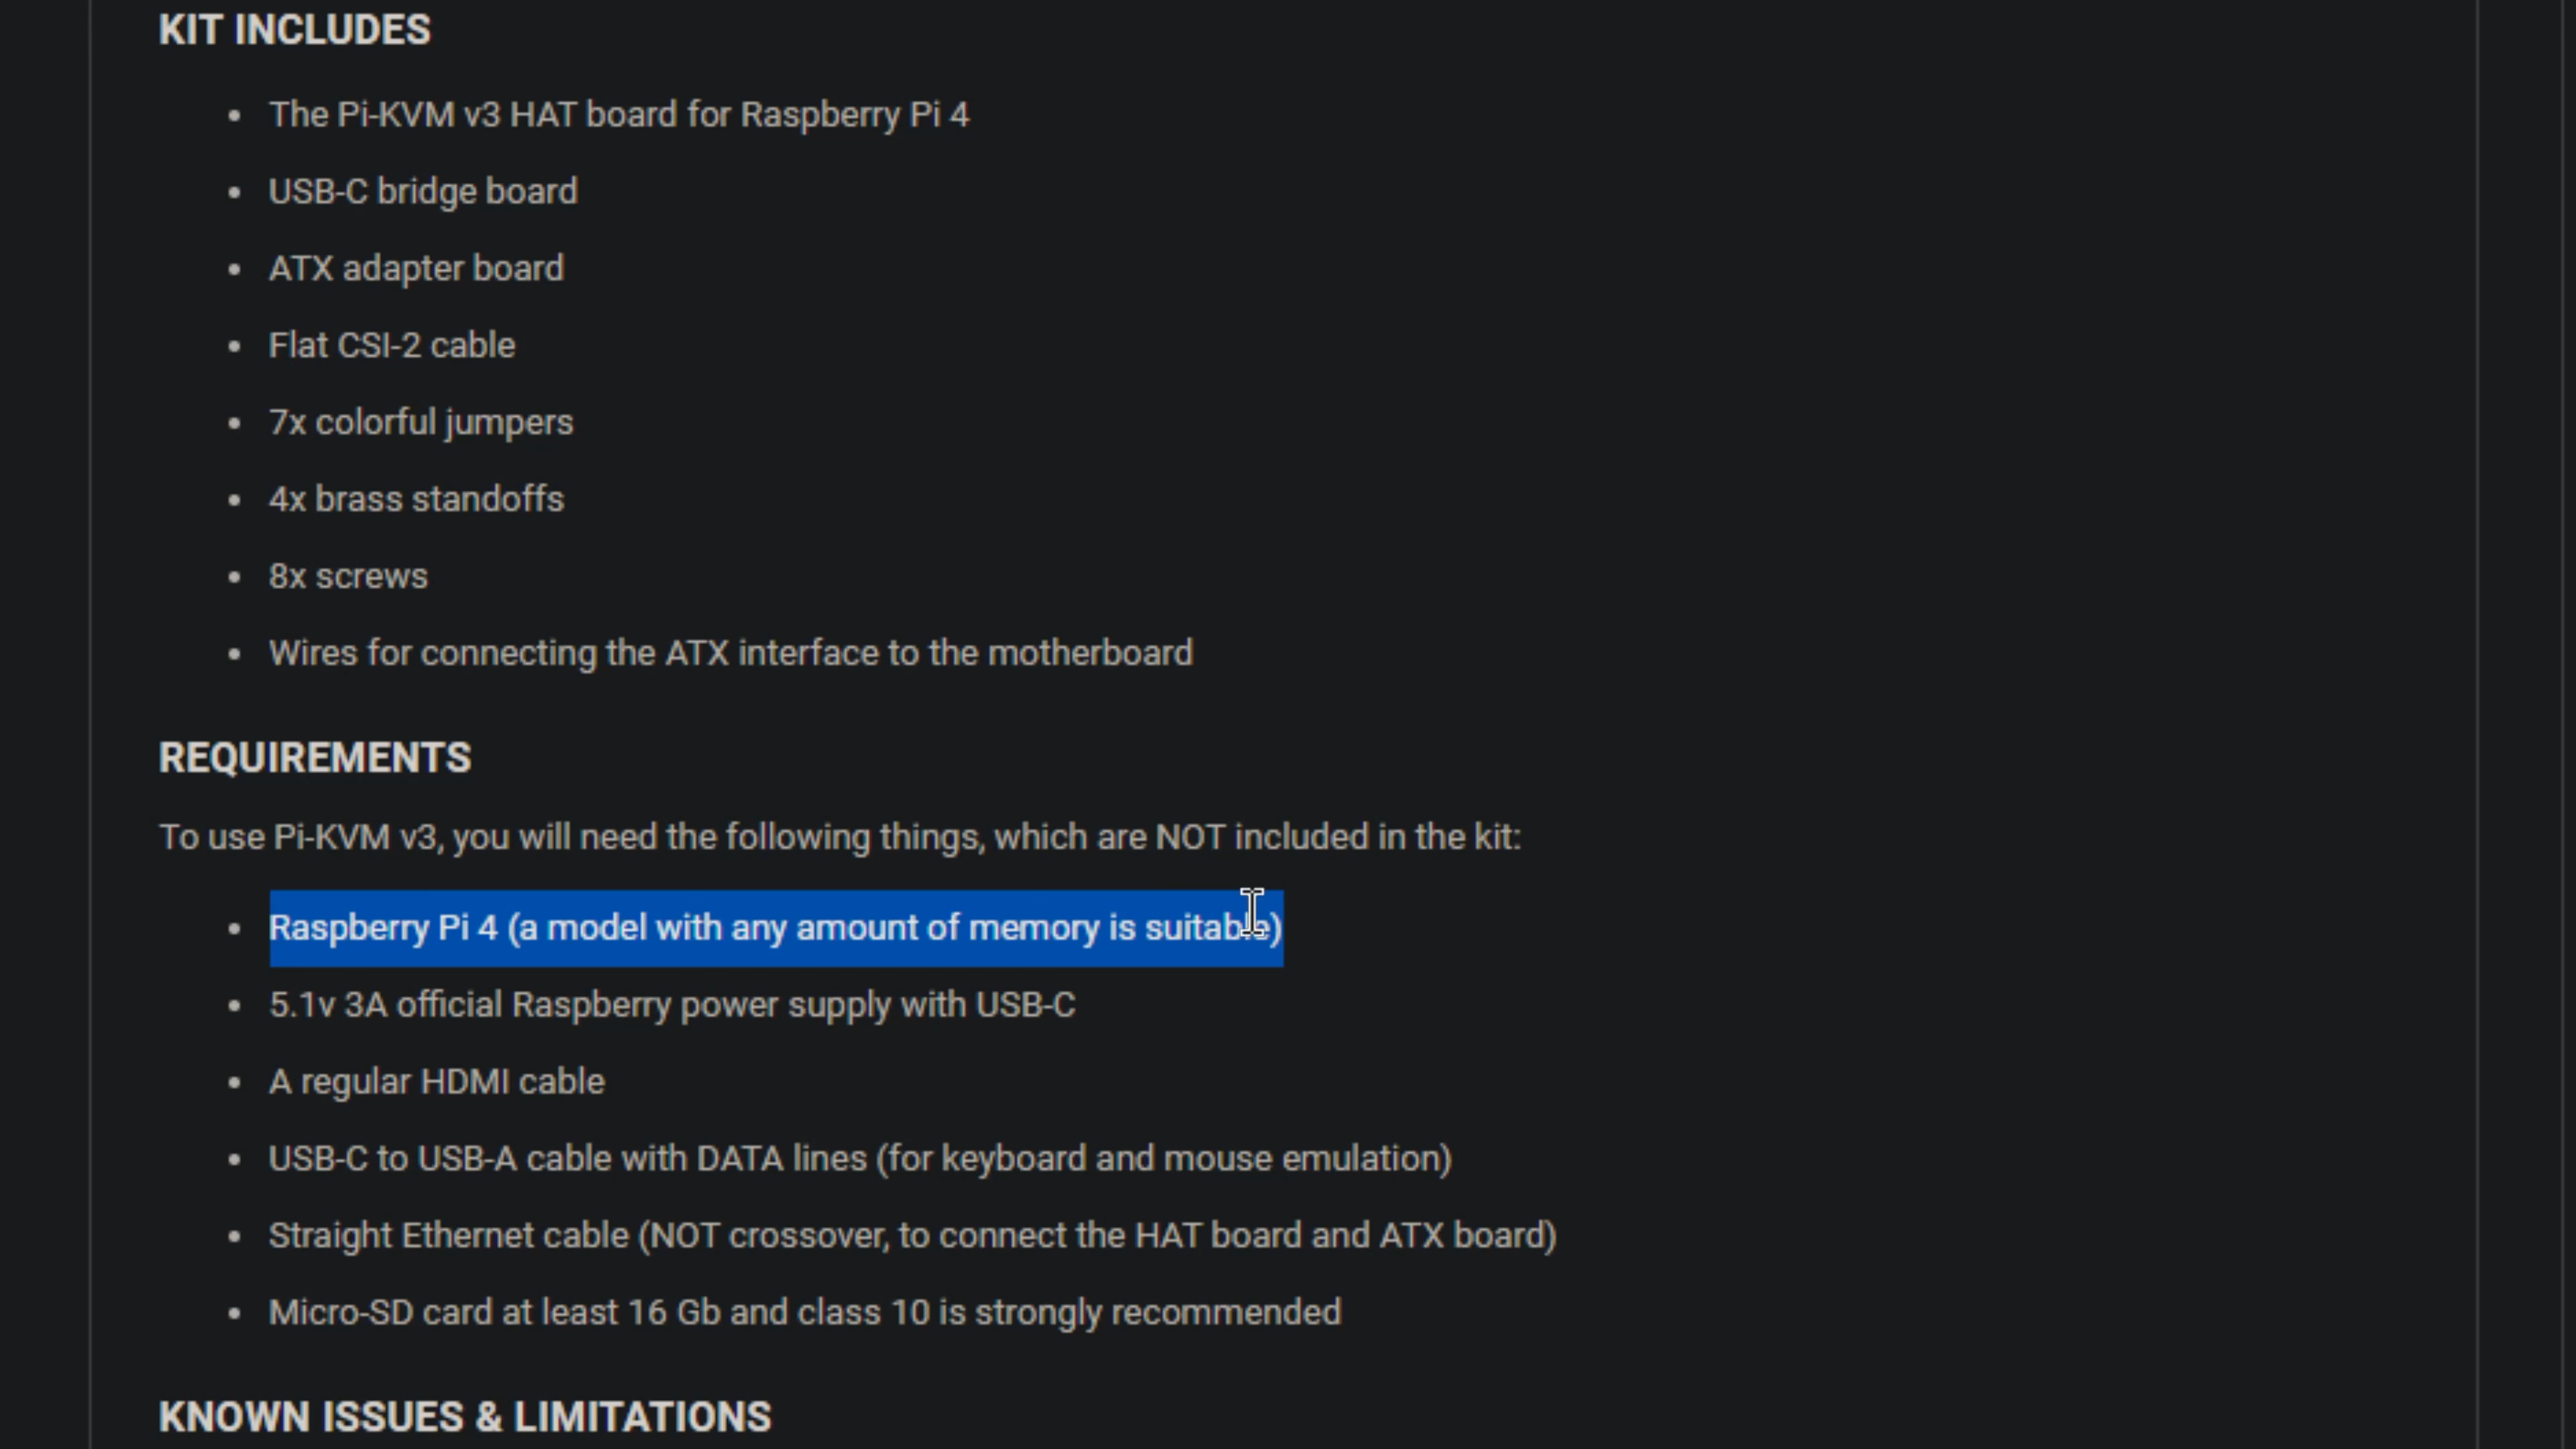 KIT INCLUDES
The Pi-KVM v3 HAT board for Raspberry Pi 4
USB-C bridge board
ATX adapter board
Flat CSI-2 cable
7x colorful jumpers
4x brass standoffs
8x screws
Wires for connecting the ATX interface to the motherboard
REQUIREMENTS
To use Pi-KVM v3, you will need the following things, which are NOT included in the kit:
Raspberry Pi 4 (a model with any amount of memory is suitable)
5.1v 3A official Raspberry power supply with USB-C
A regular HDMI cable
USB-C to USB-A cable with DATA lines (for keyboard and mouse emulation)
Straight Ethernet cable (NOT crossover, to connect the HAT board and ATX board)
Micro-SD card at least 16 Gb and class 10 is strongly recommended
KNOWN ISSUES & LIMITATIONS